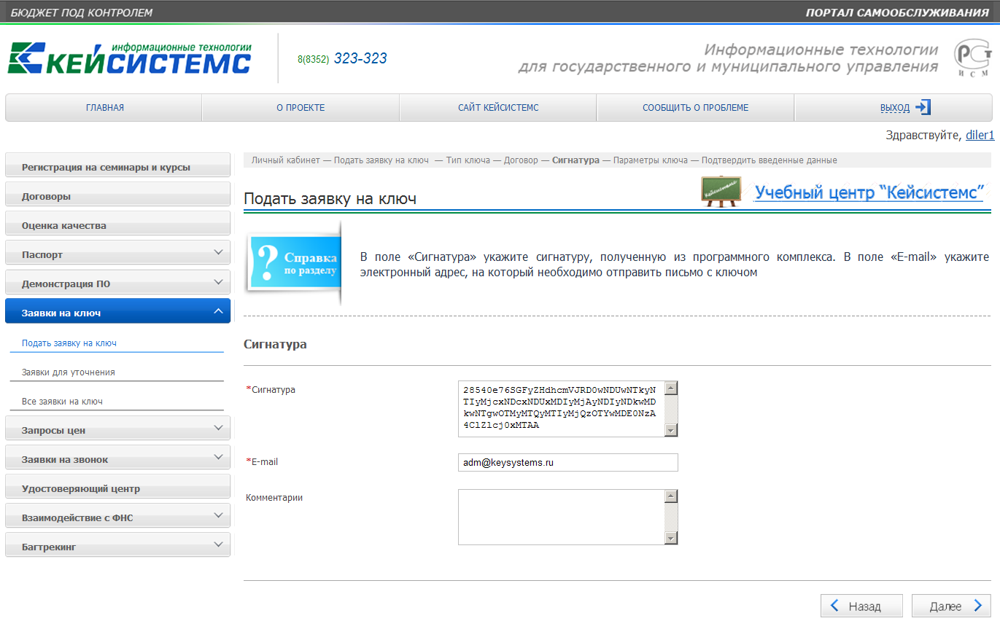 БЮДЖЕТ ПОД КОНТРОЛЕМ
ПОРТАЛ САМООБСЛУЖИВАНИЯ
информационные технологии
КЕЙСИСТЕМС
8(8352) 323-323
Информационные технологии
для государственного и муниципального управления
РСТ
ИСМ
ГЛАВНАЯ
О ПРОЕКТЕ
САЙТ КЕЙСИСТЕМС
СООБЩИТЬ О ПРОБЛЕМЕ
ВЫХОД
Здравствуйте, diler1
Регистрация на семинары и курсы
Договоры
Оценка качества
Паспорт
Демонстрация ПО
Заявки на ключ
Подать заявку на ключ
Заявки для уточнения
Все заявки на ключ
Запросы цен
Заявки на звонок
Удостоверяющий центр
Взаимодействие с ФНС
Багтрекинг
Личный кабинет — Подать заявку на ключ — Тип ключа — Договор — Сигнатура — Параметры ключа — Подтвердить введенные данные
Подать заявку на ключ
Кейсистемс
Учебный центр “Кейсистемс”
? Справка
по разделу
В поле «Сигнатура» укажите сигнатуру, полученную из программного комплекса. В поле «E-mail» укажите
электронный адрес, на который необходимо отправить письмо с ключом
Сигнатура
*Сигнатура
28540e76SGFyZHdhcmVJRD0wNDUwNTkyN
TIyMjcxNDcxNDUxMDIyMjAyNDIyNDkwMD
kwNTgwOTMyMTQyMTIyMjQzOTYwMDE0NzA
4ClZlcj0xMTAA
*E-mail
adm@keysystems.ru
Комментарии
Назад
Далее